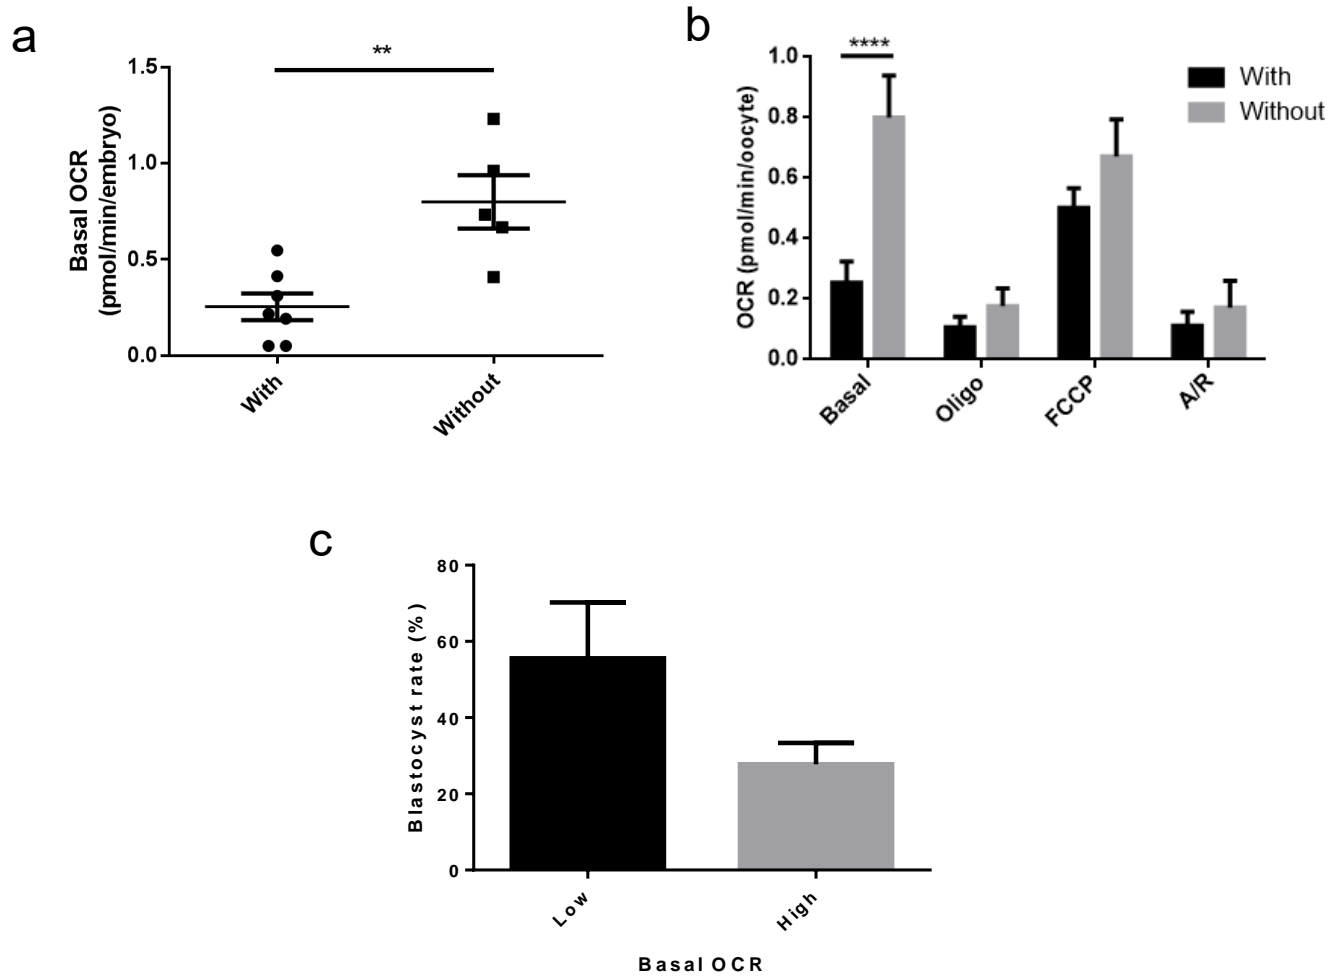 a
**
1.5
1.0
0.5
0.0
Basal OCR
(pmol/min/embryo)
With
Without
b
****
1.0
0.8
0.6
0.4
0.2
0.0
OCR (pmol/min/oocyte)
Basal
Oligo
FCCP
A/R
With
Without
c
80
60
40
20
0
Blastocyst rate (%)
Low
High
Basal OCR